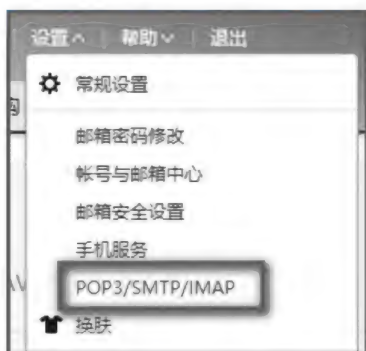 设置 帮助 退出
常规设置
邮箱密码修改
帐号与邮箱中心
邮箱安全设置
手机服务
POP3/SMTP/IMAP
换肤